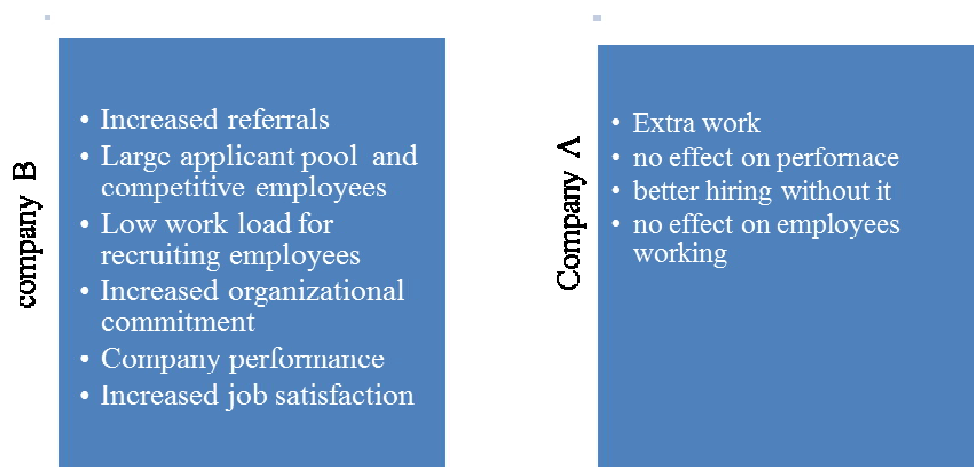 company B
• Increased referrals
• Large applicant pool and
competitive employees
• Low work load for
recruiting employees
• Increased organizational
commitment
• Company performance
• Increased job satisfaction
Company A
• Extra work
• no effect on perfornace
• better hiring without it
• no effect on employees
working